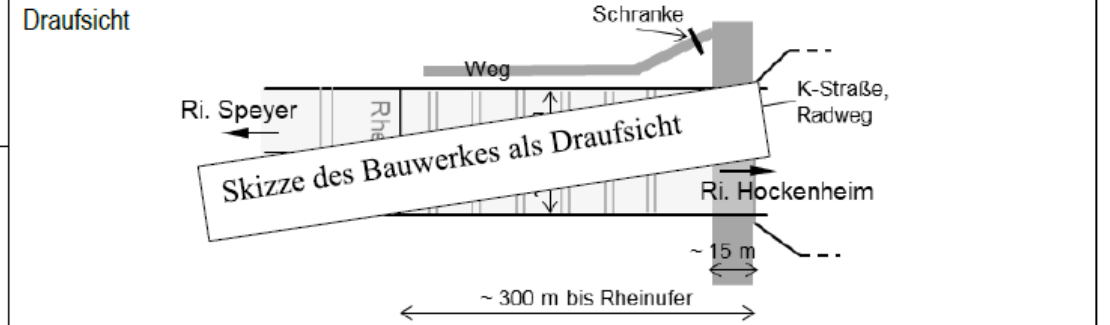 Draufsicht
Schranke
Weg
K-Straße,
Radweg
Ri. Speyer
Skizze des Bauwerkes als Draufsicht
Ri. Hockenheim
~ 15 m
~ 300 m bis Rheinufer